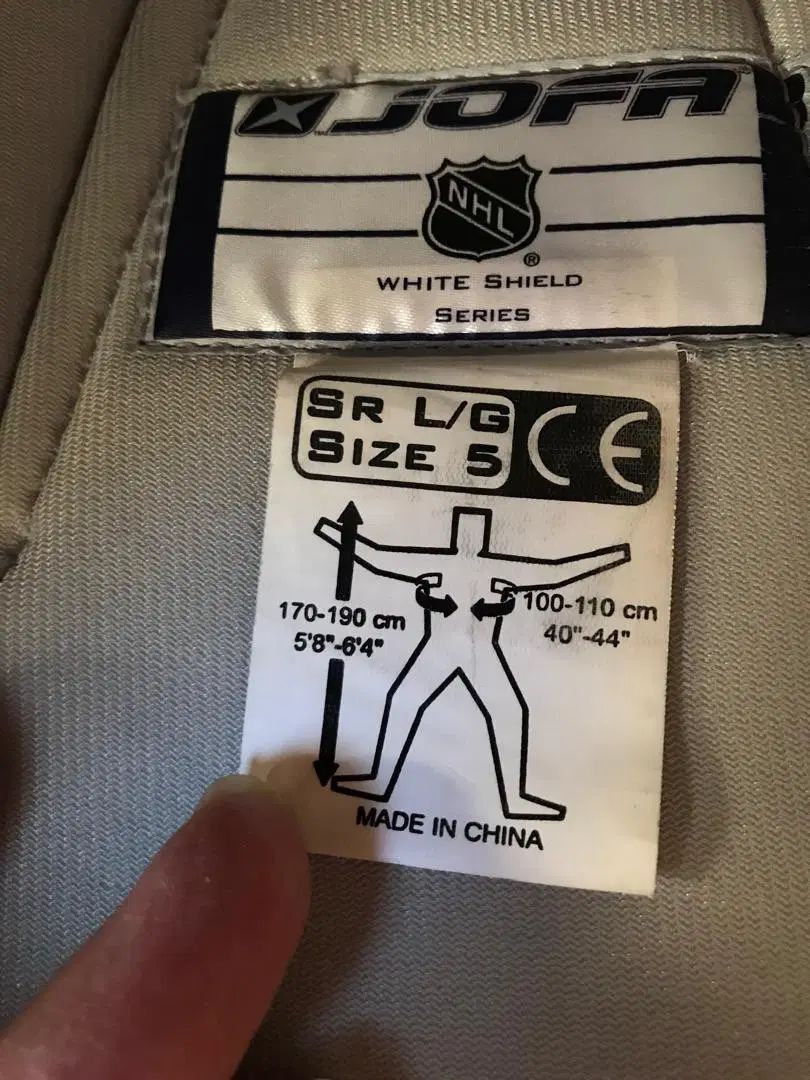 JOFA
NHL
®
WHITE SHIELD
SERIES
SR L/G
SIZE 5
CE
170-190 cm
5'8"-6'4"
100-110 cm
40"-44"
MADE IN CHINA